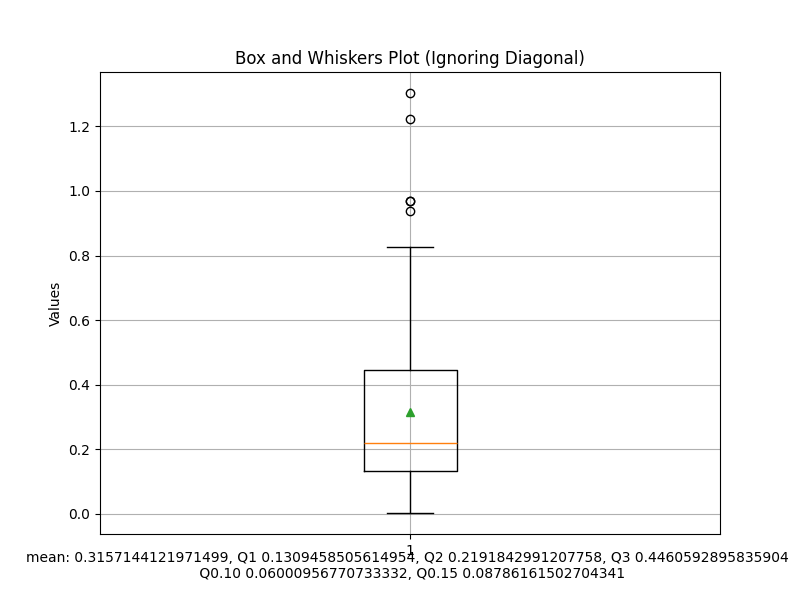 Box and Whiskers Plot (Ignoring Diagonal)
1.2
1.0
0.8
0.6
0.4
0.2
0.0
Values
1
mean: 0.3157144121971499, Q1 0.1309458505614954, Q2 0.2191842991207758, Q3 0.4460592895835904
Q0.10 0.06000956770733332, Q0.15 0.08786161502704341